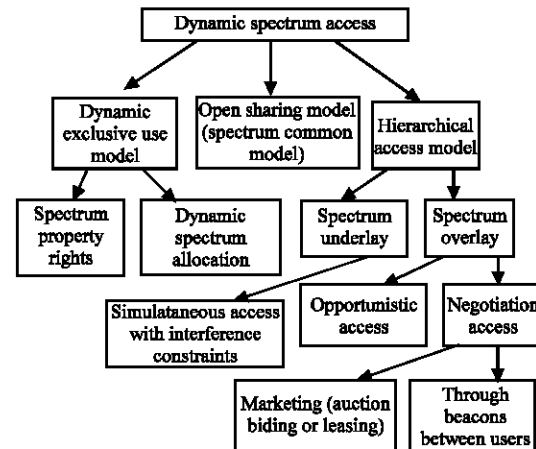 Dynamic spectrum access
Dynamic
exclusive use
model
Open sharing model
(spectrum common
model)
Hierarchical
access model
Spectrum
property
rights
Dynamic
spectrum
allocation
Spectrum
underlay
Spectrum
overlay
Simulataneous access
with interference
constraints
Opportunistic
access
Negotiation
access
Marketing (auction
biding or leasing)
Through
beacons
between users